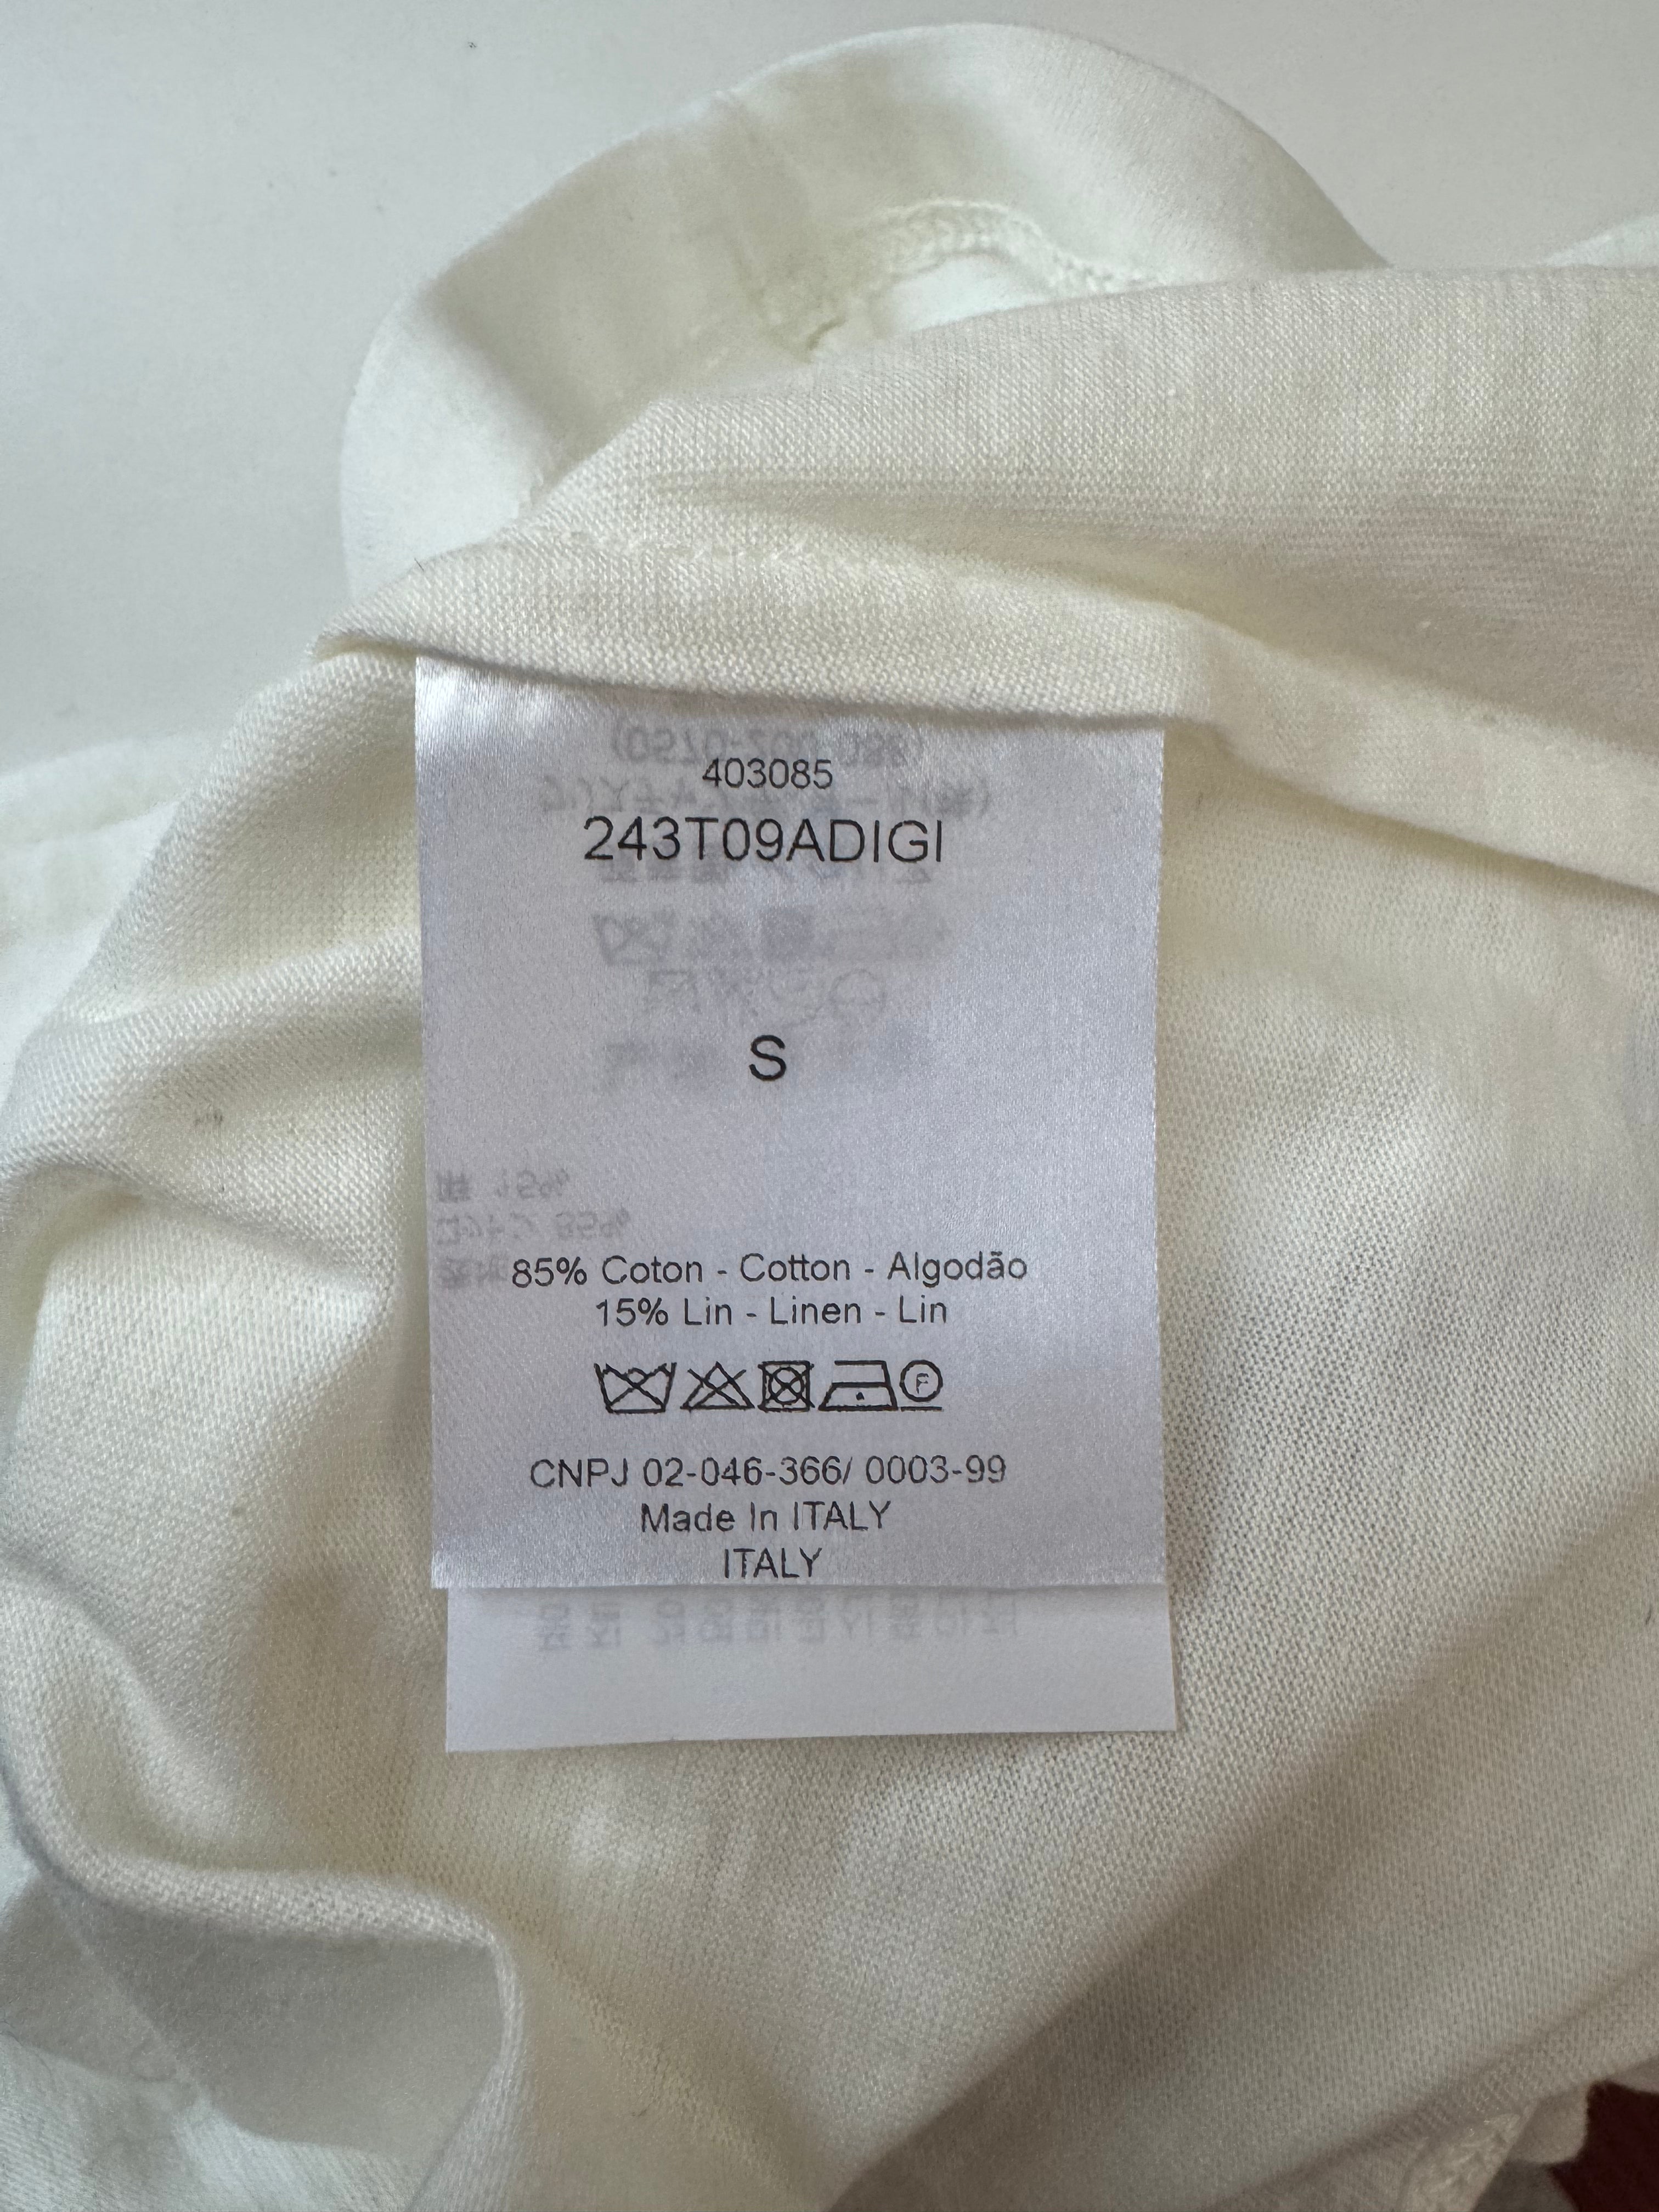 403085
243T09ADIGI
S
85% Coton - Cotton - Algodão
15% Lin - Linen - Lin
F
CNPJ 02-046-366/ 0003-99
Made In ITALY
ITALY